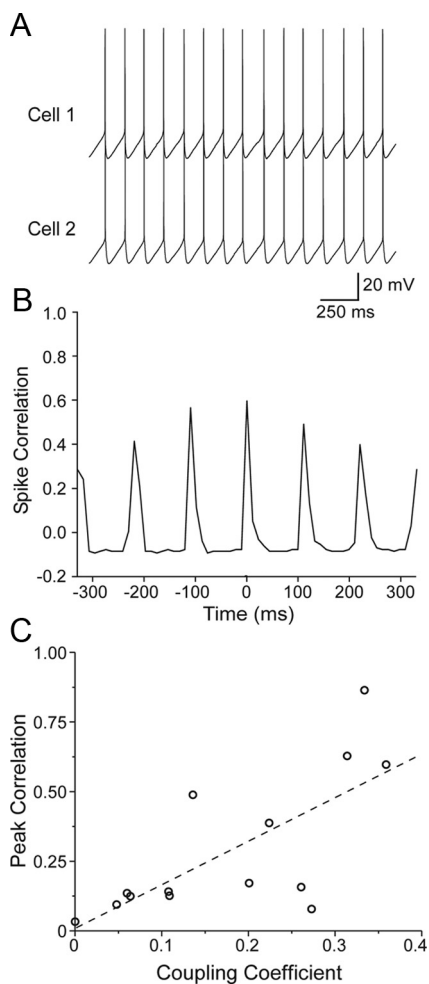 A
Cell 1
Cell 2
20 mV
250 ms
B
1.0
0.8
0.6
0.4
0.2
0.0
-0.2
Spike Correlation
-300 -200 -100 0 100 200 300
Time (ms)
C
1.00
0.75
0.50
0.25
0
Peak Correlation
0 0.1 0.2 0.3 0.4
Coupling Coefficient